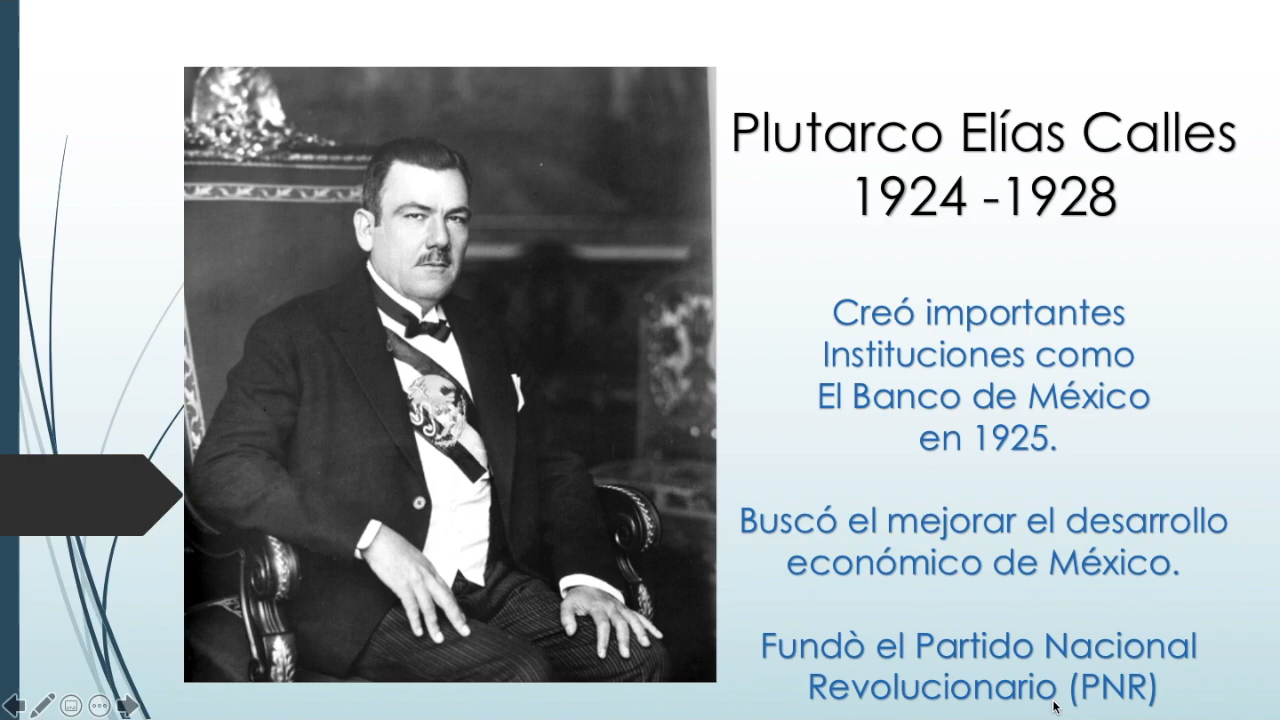 Plutarco Elías Calles
1924 -1928
Creó importantes
Instituciones como
El Banco de México
en 1925.
Buscó el mejorar el desarrollo
económico de México.
Fundò el Partido Nacional
Revolucionario (PNR)